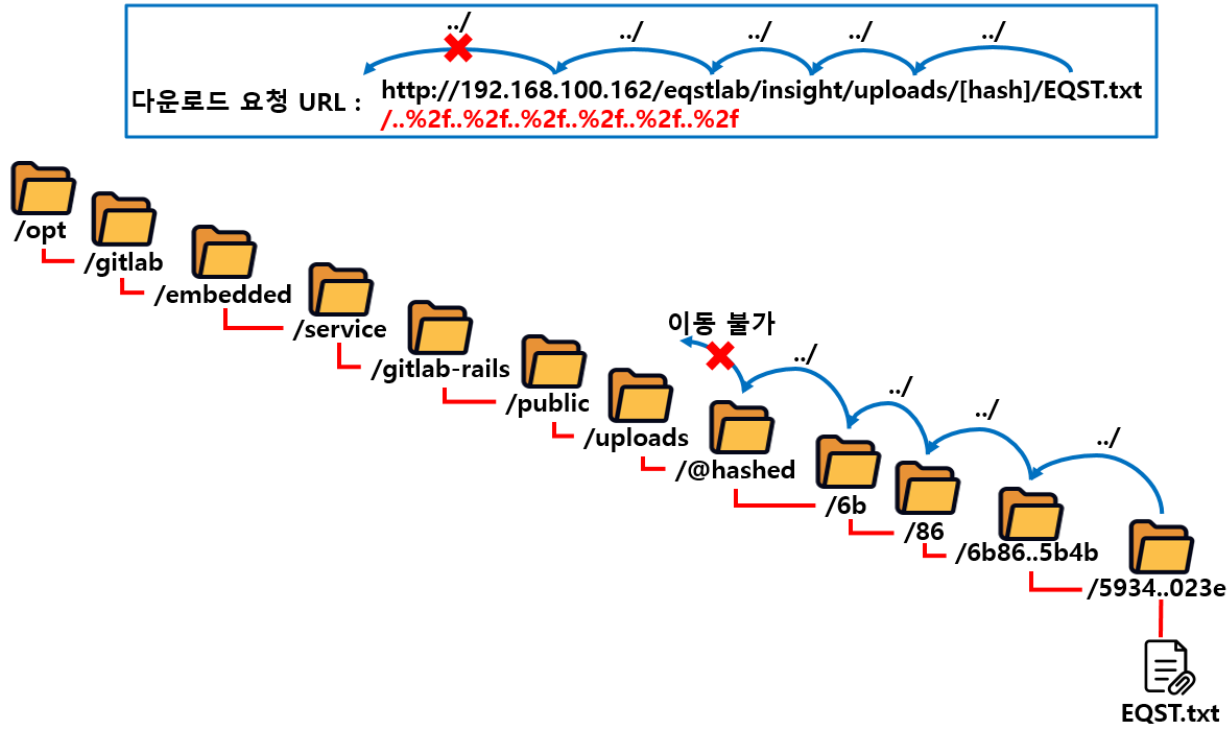 ../
../
../
../
../
다운로드 요청 URL :
http://192.168.100.162/eqstlab/insight/uploads/[hash]/EQST.txt
/..%2f..%2f..%2f..%2f..%2f..%2f
/opt
/gitlab
/embedded
/service
/gitlab-rails
/public
/uploads
이동 불가
/@hashed
../
/6b
../
/86
../
/6b86..5b4b
../
/5934..023e
EQST.txt